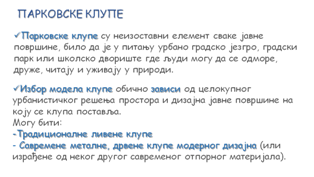 ПАРКОВСКЕ КЛУПЕ
✓Парковске клупе су неизоставни елемент сваке јавне
површине, било да је у питању урбано градско језгро, градски
парк или школско двориште где људи могу да се одморе,
друже, читају и уживају у природи.
✓Избор модела клупе обично зависи од целокупног
урбанистичког решења простора и дизајна јавне површине на
коју се клупа поставља.
Могу бити:
-Традиционалне ливене клупе
- Савремене металне, дрвене клупе модерног дизајна (или
израђене од неког другог савременог отпорног материјала).